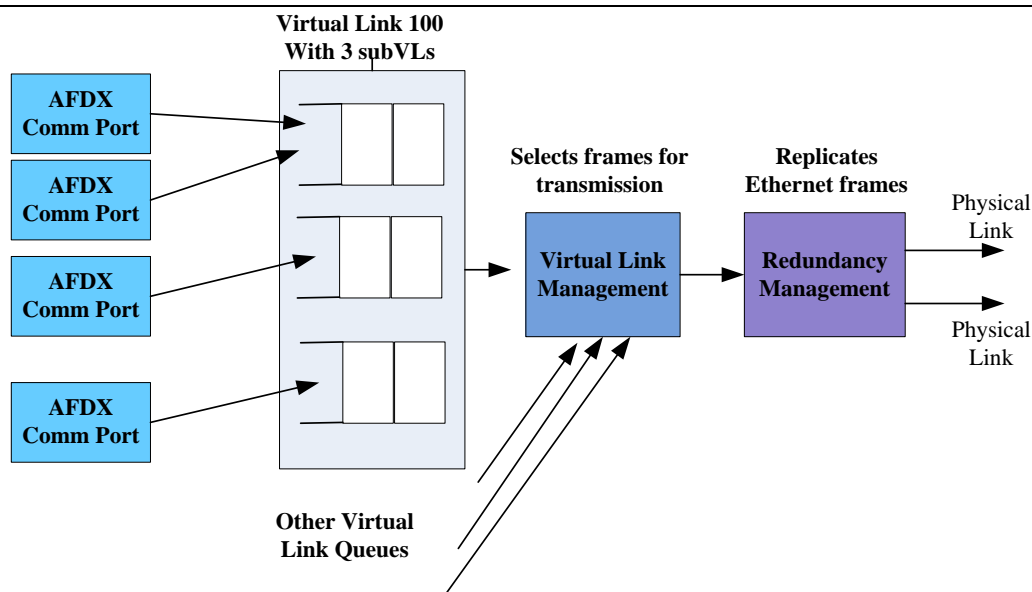 Virtual Link 100
With 3 subVLs
AFDX
Comm Port
AFDX
Comm Port
AFDX
Comm Port
AFDX
Comm Port
Selects frames for
transmission
Virtual Link
Management
Replicates
Ethernet frames
Redundancy
Management
Physical
Link
Physical
Link
Other Virtual
Link Queues